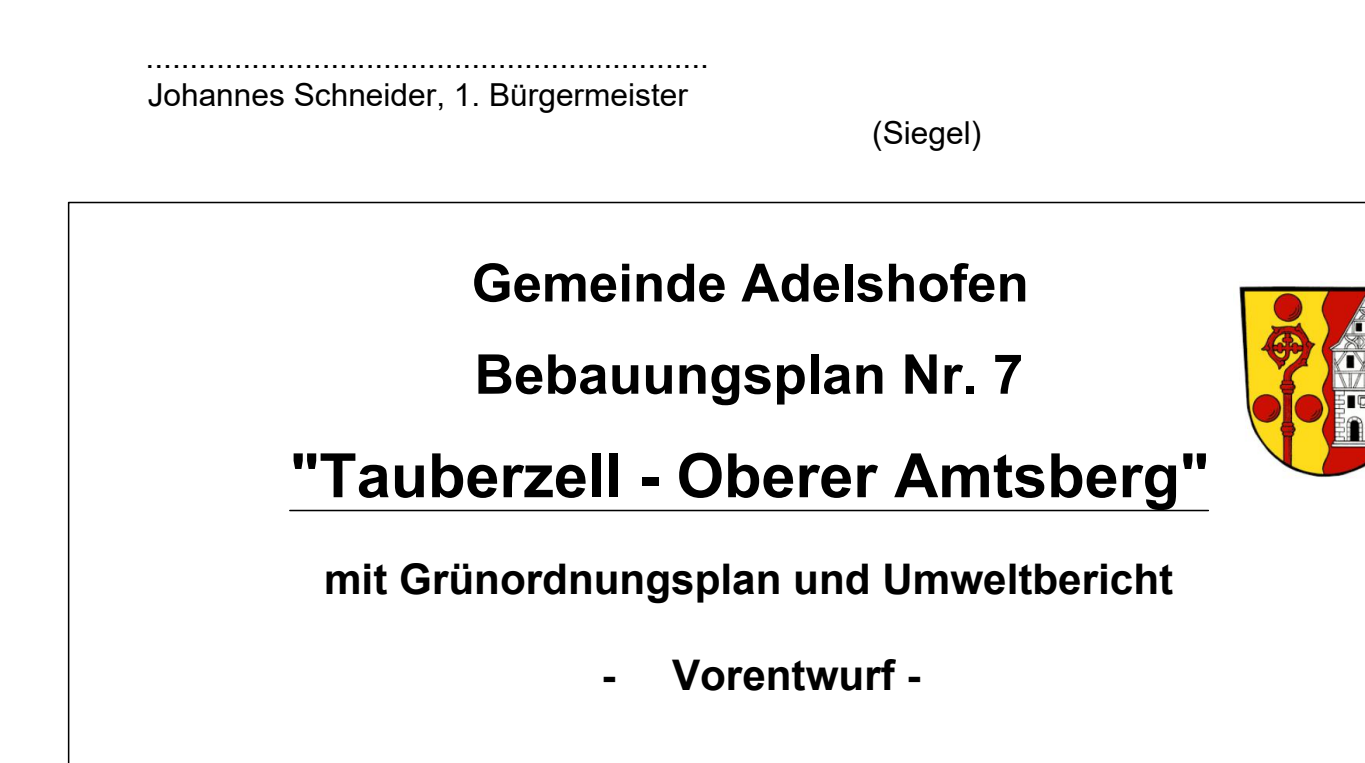 ................................................................
Johannes Schneider, 1. Bürgermeister
(Siegel)
Gemeinde Adelshofen
Bebauungsplan Nr. 7
"Tauberzell - Oberer Amtsberg"
mit Grünordnungsplan und Umweltbericht
- Vorentwurf -